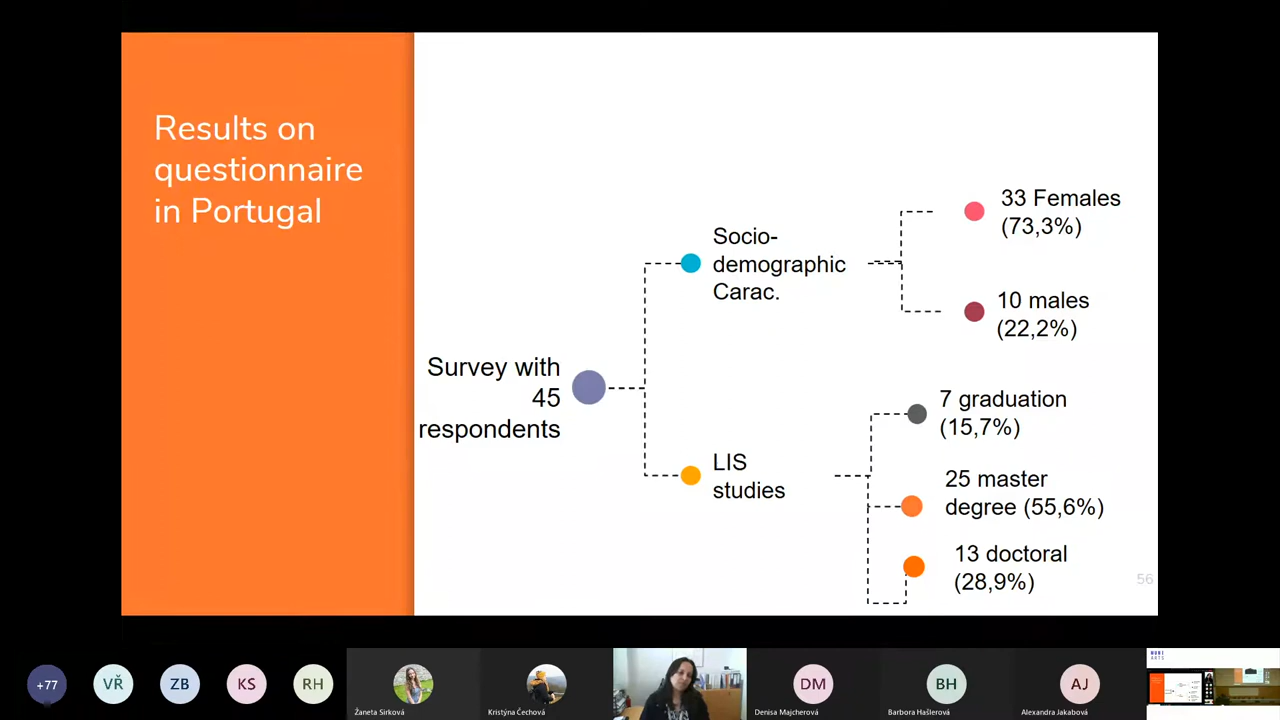 Results on
questionnaire
in Portugal
Survey with
45
respondents
Socio-
demographic
Carac.
33 Females
(73,3%)
10 males
(22,2%)
LIS
studies
7 graduation
(15,7%)
25 master
degree (55,6%)
13 doctoral
(28,9%)
56
+77
VŘ
ZB
KS
RH
Žaneta Sirková
Kristýna Čechová
DM
Denisa Majcherová
BH
Barbora Hašlerová
AJ
Alexandra Jakabová
MUNI
ARTS